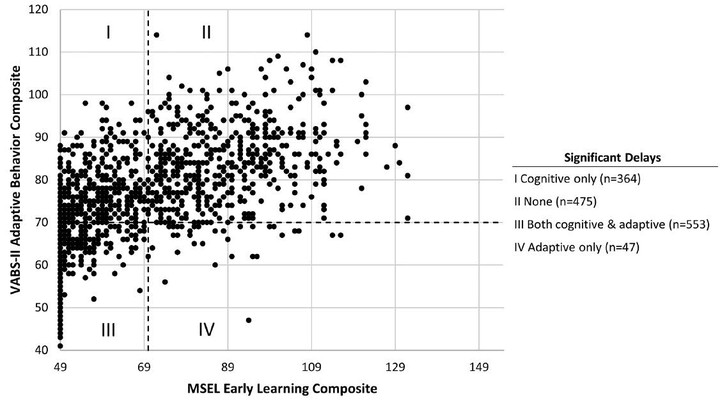 120
I
II
110
100
90
80
70
60
50
III
IV
40
49
69
89
109
129
149
VABS-II Adaptive Behavior Composite
MSEL Early Learning Composite
Significant Delays
I Cognitive only (n=364)
II None (n=475)
III Both cognitive & adaptive (n=553)
IV Adaptive only (n=47)